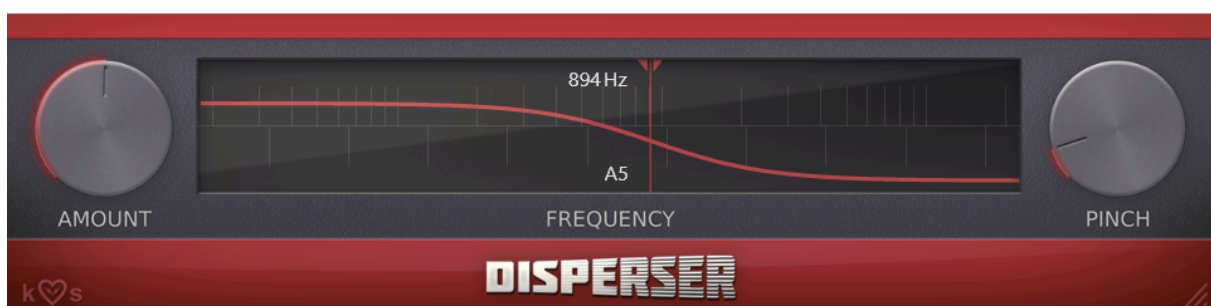 894 Hz
A5
AMOUNT
FREQUENCY
PINCH
DISPERSER
k s